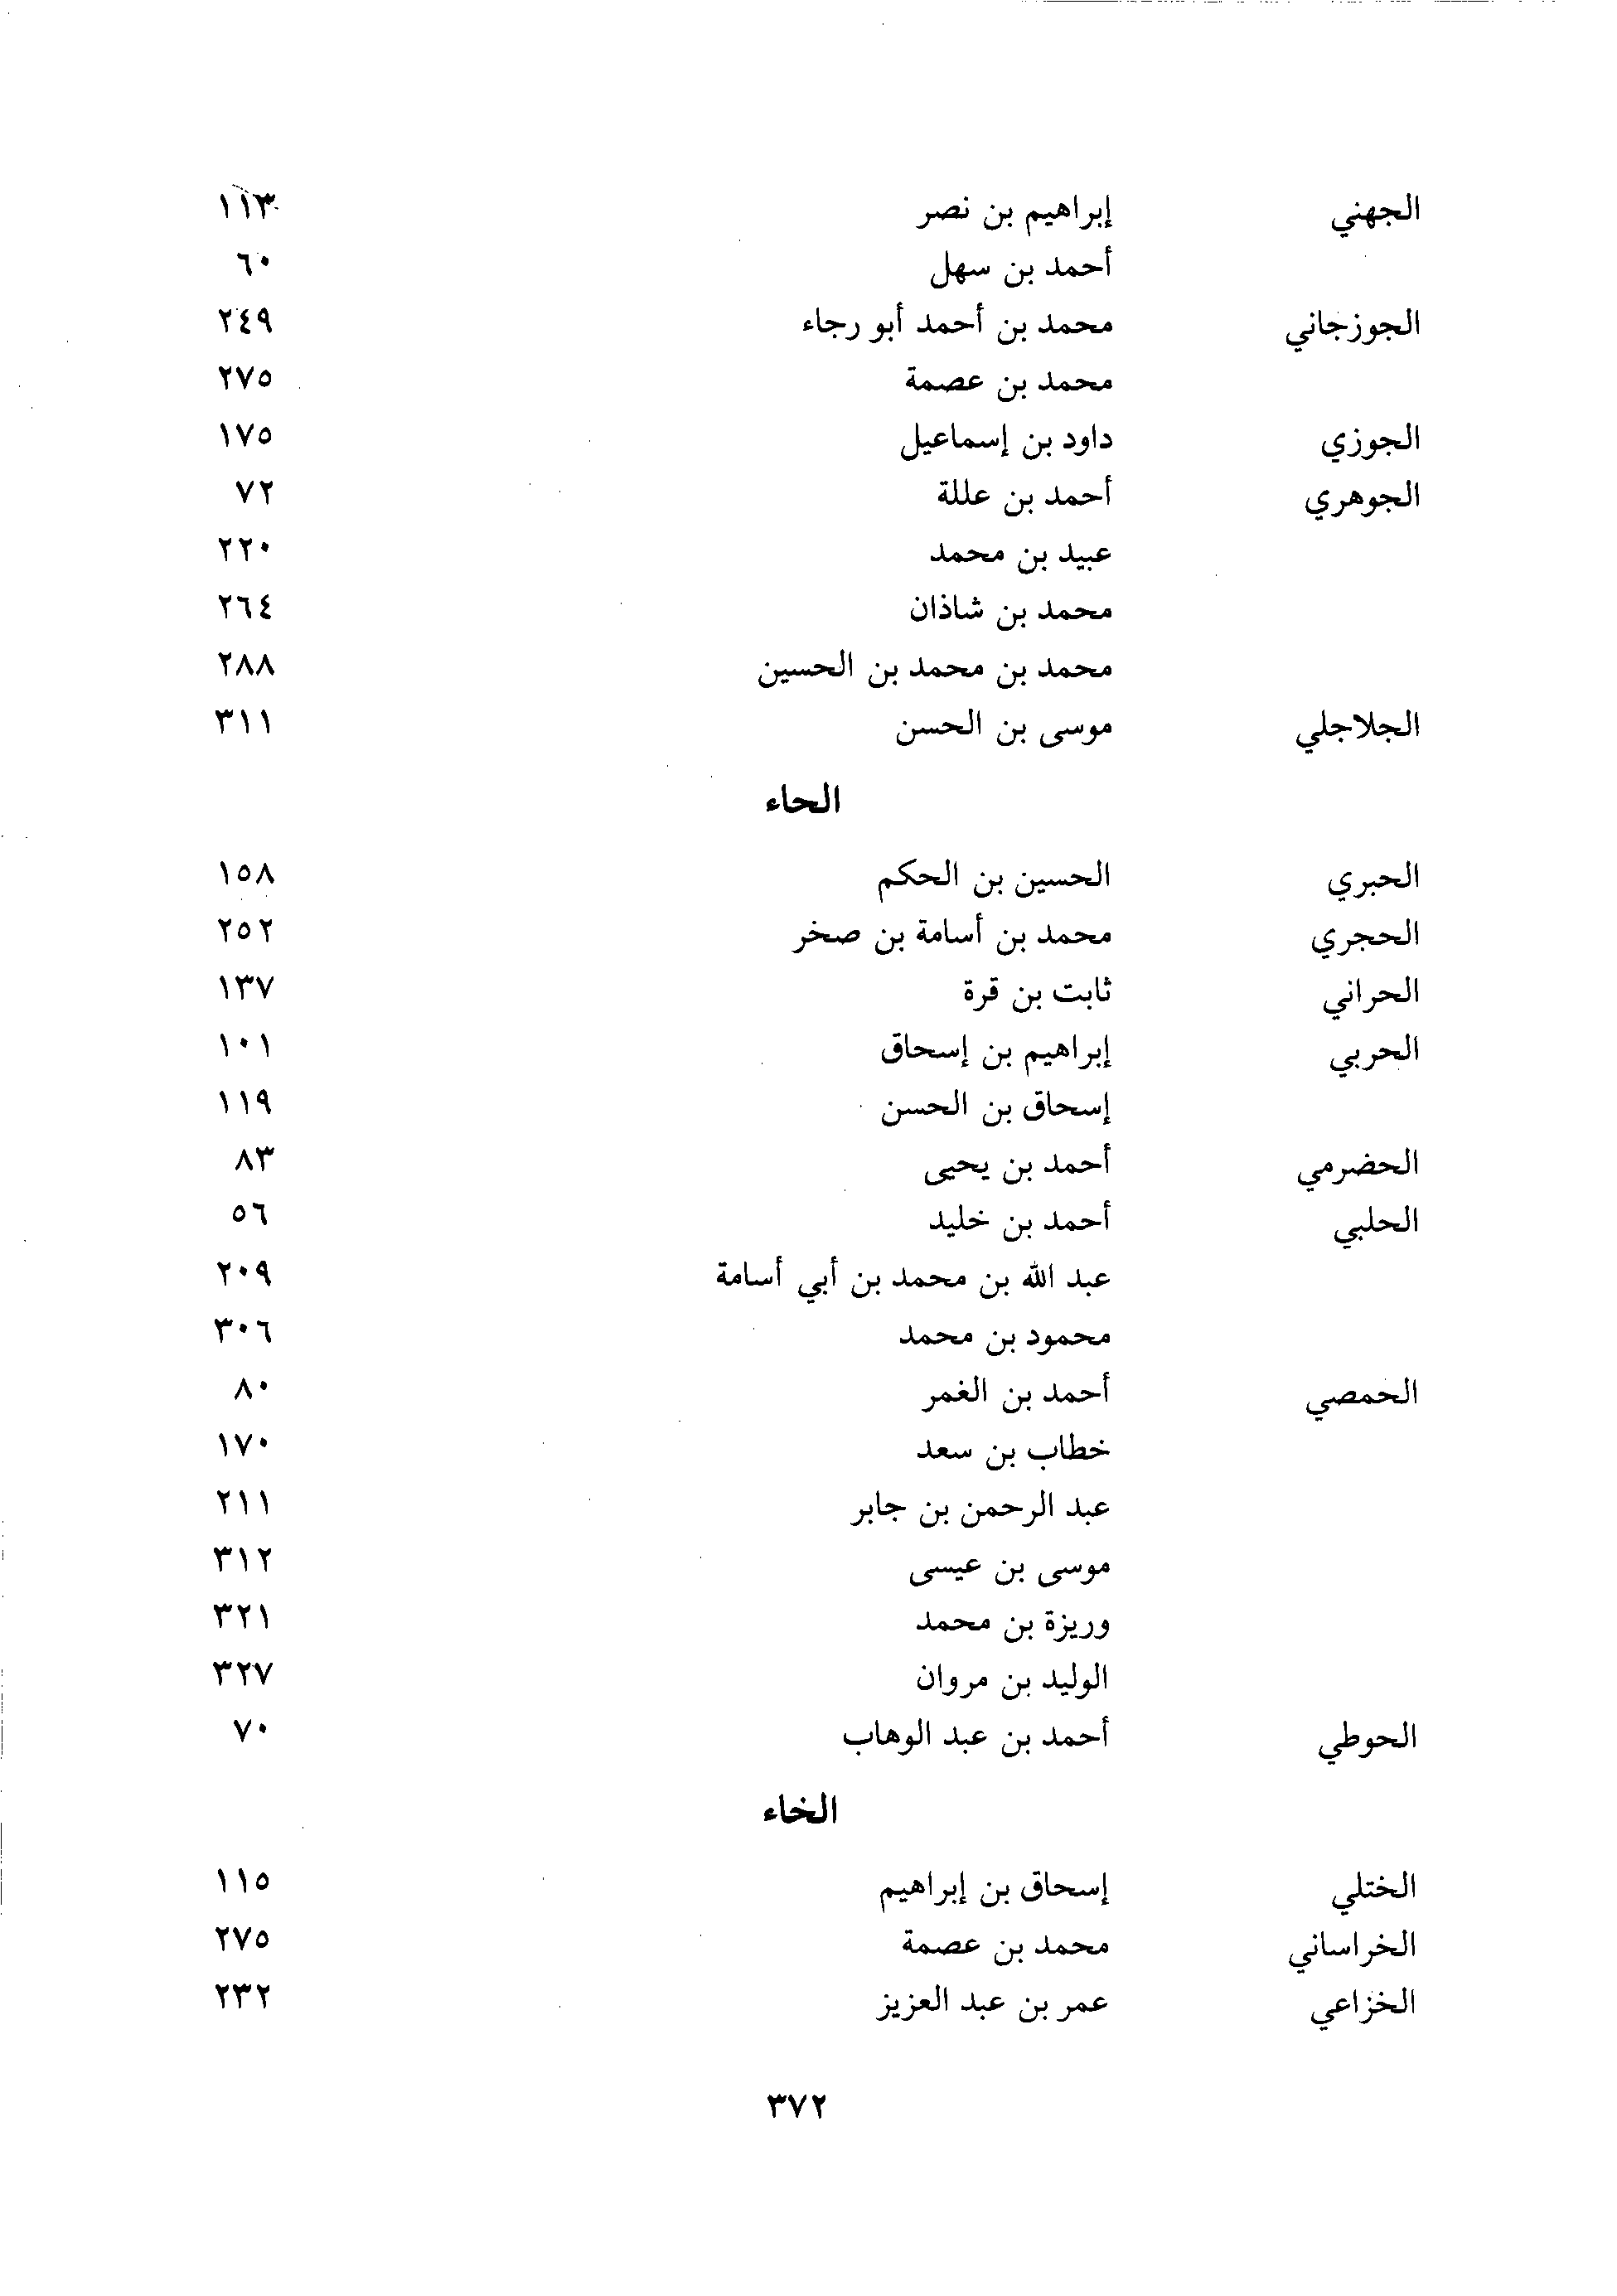 الجهني إبراهيم بن نصر ١١٣
أحمد بن سهل ٦٠
الجوزجاني محمد بن أحمد أبو رجاء ٢٤٩
محمد بن عصمة ٢٧٥
الجوزي داود بن إسماعيل ١٧٥
الجوهري أحمد بن عللة ٧٢
عبيد بن محمد ٢٢٠
محمد بن شاذان ٢٦٤
محمد بن محمد بن الحسين ٢٨٨
الجلاجلي موسى بن الحسن ٣١١
الحاء
الحبري الحسين بن الحكم ١٥٨
الحجري محمد بن أسامة بن صخر ٢٥٢
الحراني ثابت بن قرة ١٣٧
الحربي إبراهيم بن إسحاق ١٠١
إسحاق بن الحسن ١١٩
الحضرمي أحمد بن يحيى ٨٣
الحلبي أحمد بن خليد ٥٦
عبد الله بن محمد بن أبي أسامة ٢٠٩
محمود بن محمد ٣٠٦
الحمصي أحمد بن الغمر ٨٠
خطاب بن سعد ١٧٠
عبد الرحمن بن جابر ٢١١
موسى بن عيسى ٣١٢
وريزة بن محمد ٣٢١
الوليد بن مروان ٣٢٧
الحوطي أحمد بن عبد الوهاب ٧٠
الخاء
الختلي إسحاق بن إبراهيم ١١٥
الخراساني محمد بن عصمة ٢٧٥
الخزاعي عمر بن عبد العزيز ٢٣٢
٣٧٢